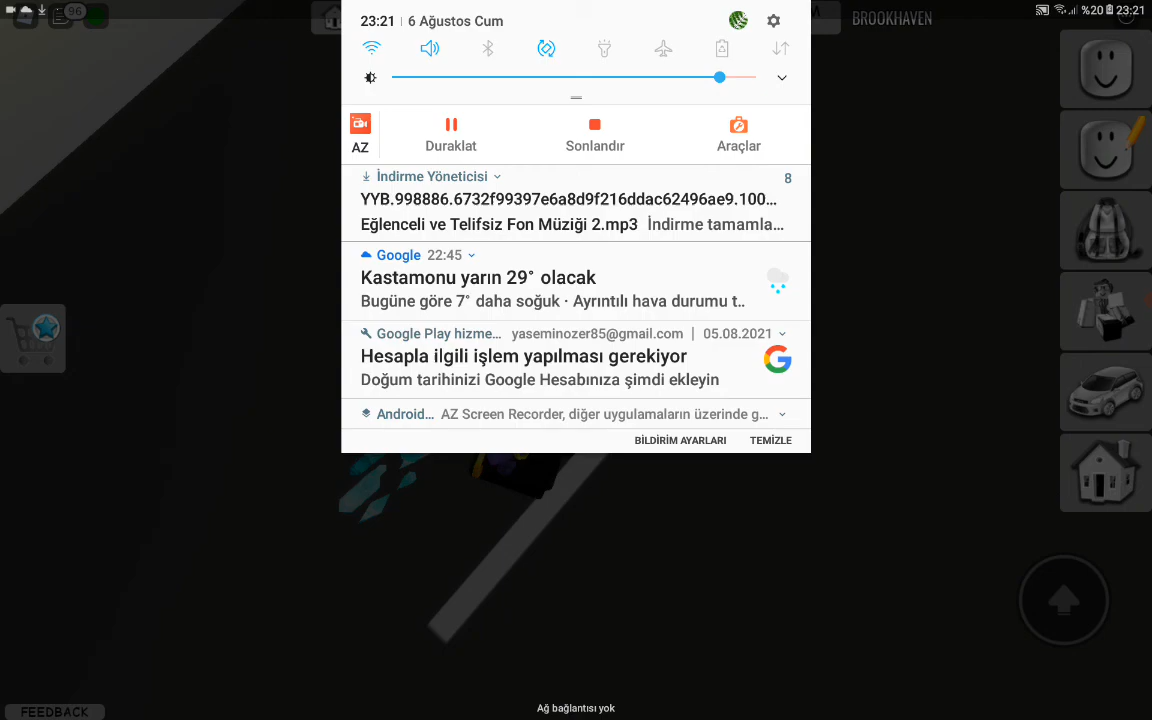 96
BROOKHAVEN
%20 23:21
23:21 | 6 Ağustos Cum
AZ
Duraklat
Sonlandır
Araçlar
İndirme Yöneticisi
8
YYB.998886.6732f99397e6a8d9f216ddac62496ae9.100...
Eğlenceli ve Telifsiz Fon Müziği 2.mp3 İndirme tamamla...
Google 22:45
Kastamonu yarın 29° olacak
Bugüne göre 7° daha soğuk · Ayrıntılı hava durumu t..
Google Play hizme... yaseminozer85@gmail.com | 05.08.2021
Hesapla ilgili işlem yapılması gerekiyor
Doğum tarihinizi Google Hesabınıza şimdi ekleyin
Android... AZ Screen Recorder, diğer uygulamaların üzerinde g...
BİLDİRİM AYARLARI
TEMİZLE
FEEDBACK
Ağ bağlantısı yok